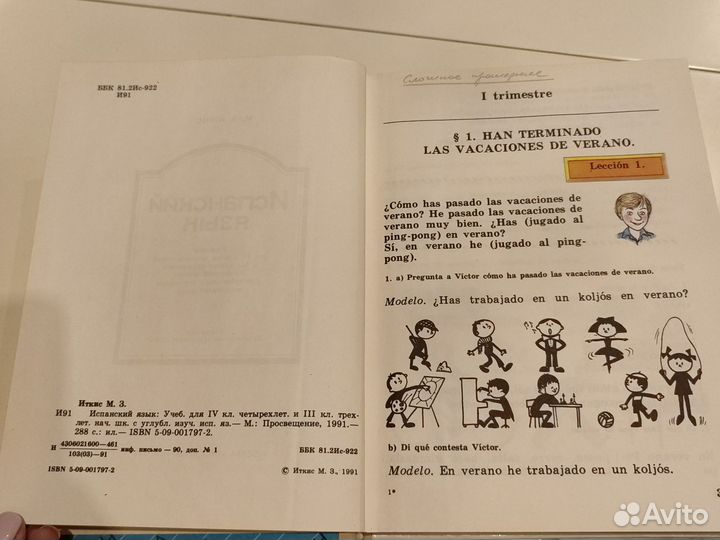 ББК 81.2Ис-922
И91
Иткис М. З.
И91 Испанский язык: Учеб. для IV кл. четырехлет. и III кл. трех-
лет. нач. шк. с углубл. изуч. исп. яз.— М.: Просвещение, 1991.—
288 с.: ил.— ISBN 5-09-001797-2.
И 4306021600—461
103(03)—91
инф. письмо — 90, доп. № 1
ББК 81.2Ис-922
ISBN 5-09-001797-2
© Иткис М. З., 1991
Сложное прошедшее
I trimestre
§ 1. HAN TERMINADO
LAS VACACIONES DE VERANO.
Lección 1.
¿Cómo has pasado las vacaciones de
verano? He pasado las vacaciones de
verano muy bien. ¿Has (jugado al
ping-pong) en verano?
Sí, en verano he (jugado al ping-
pong).
1. a) Pregunta a Víctor cómo ha pasado las vacaciones de verano.
Modelo. ¿Has trabajado en un koljós en verano?
b) Di qué contesta Víctor.
Modelo. En verano he trabajado en un koljós.
1*
3
Avito